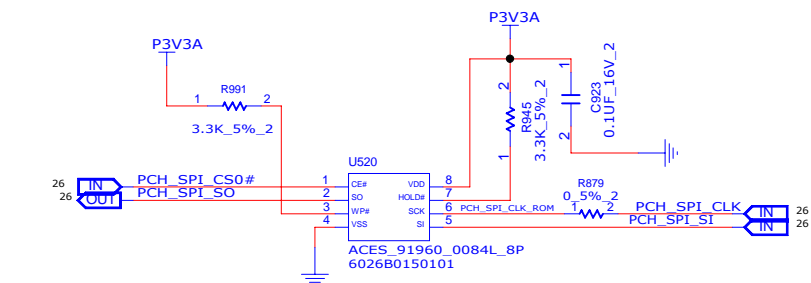 P3V3A
P3V3A
R991
1 2
3.3K_5%_2
2
R945
3.3K_5%_2
1
1
C923
0.1UF_16V_2
2
U520
26 IN PCH_SPI_CS0# 1 CE# VDD 8
26 OUT PCH_SPI_SO 2 SO HOLD# 7
3 WP# SCK 6 PCH_SPI_CLK_ROM
4 VSS SI 5
R879
0_5%_2
1 2
PCH_SPI_CLK IN 26
PCH_SPI_SI IN 26
ACES_91960_0084L_8P
6026B0150101